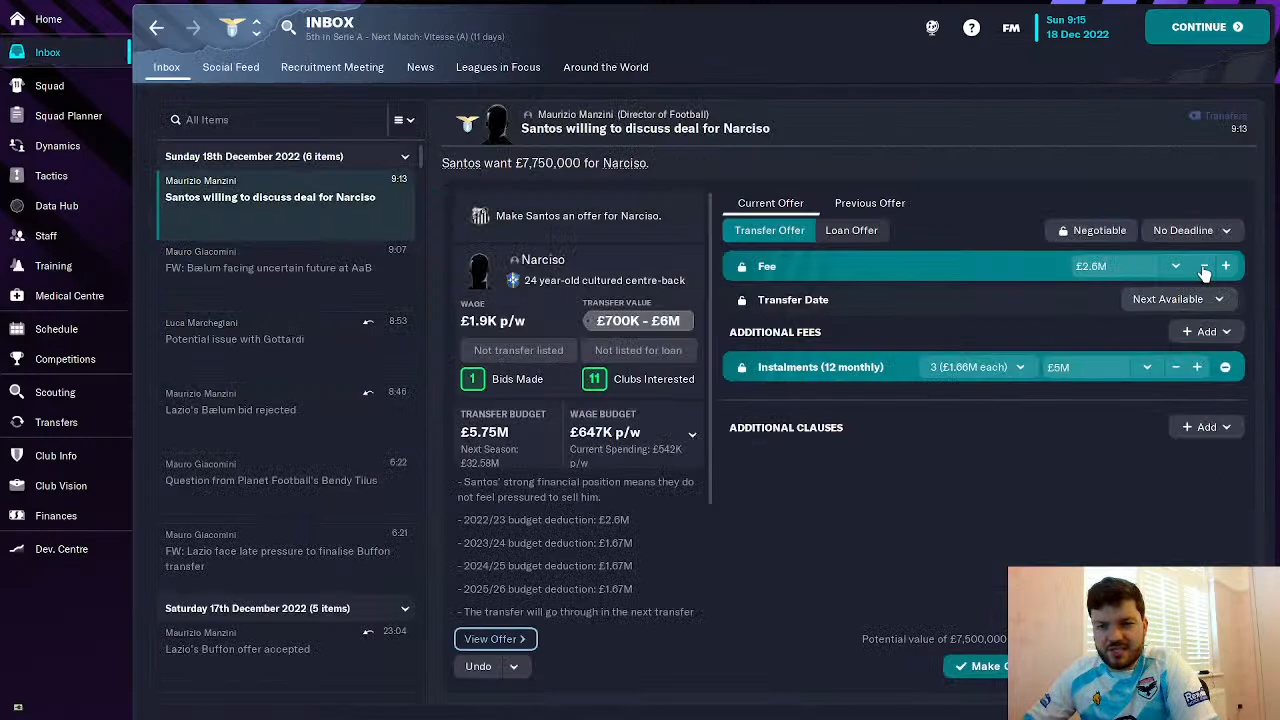 Home
Inbox
Squad
Squad Planner
Dynamics
Tactics
Data Hub
Staff
Training
Medical Centre
Schedule
Competitions
Scouting
Transfers
Club Info
Club Vision
Finances
Dev. Centre
INBOX
5th in Serie A - Next Match: Vitesse (A) (11 days)
FM
Sun 9:15
18 Dec 2022
CONTINUE
Inbox Social Feed Recruitment Meeting News Leagues in Focus Around the World
All Items
Sunday 18th December 2022 (6 items)
Maurizio Manzini 9:13
Santos willing to discuss deal for Narciso
Mauro Giacomini 9:07
FW: Bælum facing uncertain future at AaB
Luca Marchegiani 8:53
Potential issue with Gottardi
Maurizio Manzini 8:46
Lazio's Bælum bid rejected
Mauro Giacomini 6:22
Question from Planet Football's Bendy Tilus
Mauro Giacomini 6:21
FW: Lazio face late pressure to finalise Buffon
transfer
Saturday 17th December 2022 (5 items)
Maurizio Manzini 23:04
Lazio's Buffon offer accepted
Maurizio Manzini (Director of Football)
Santos willing to discuss deal for Narciso
Transfers
9:13
Santos want £7,750,000 for Narciso.
Make Santos an offer for Narciso.
Narciso
24 year-old cultured centre-back
WAGE TRANSFER VALUE
£1.9K p/w £700K - £6M
Not transfer listed Not listed for loan
1 Bids Made 11 Clubs Interested
TRANSFER BUDGET WAGE BUDGET
£5.75M £647K p/w
Next Season: Current Spending: £542K
£32.58M p/w
- Santos' strong financial position means they do
not feel pressured to sell him.
- 2022/23 budget deduction: £2.6M
- 2023/24 budget deduction: £1.67M
- 2024/25 budget deduction: £1.67M
- 2025/26 budget deduction: £1.67M
- The transfer will go through in the next transfer
View Offer
Undo
Current Offer Previous Offer
Transfer Offer Loan Offer Negotiable No Deadline
Fee £2.6M
Transfer Date Next Available
ADDITIONAL FEES + Add
Instalments (12 monthly) 3 (£1.66M each) £5M
ADDITIONAL CLAUSES + Add
Potential value of £7,500,000
Make